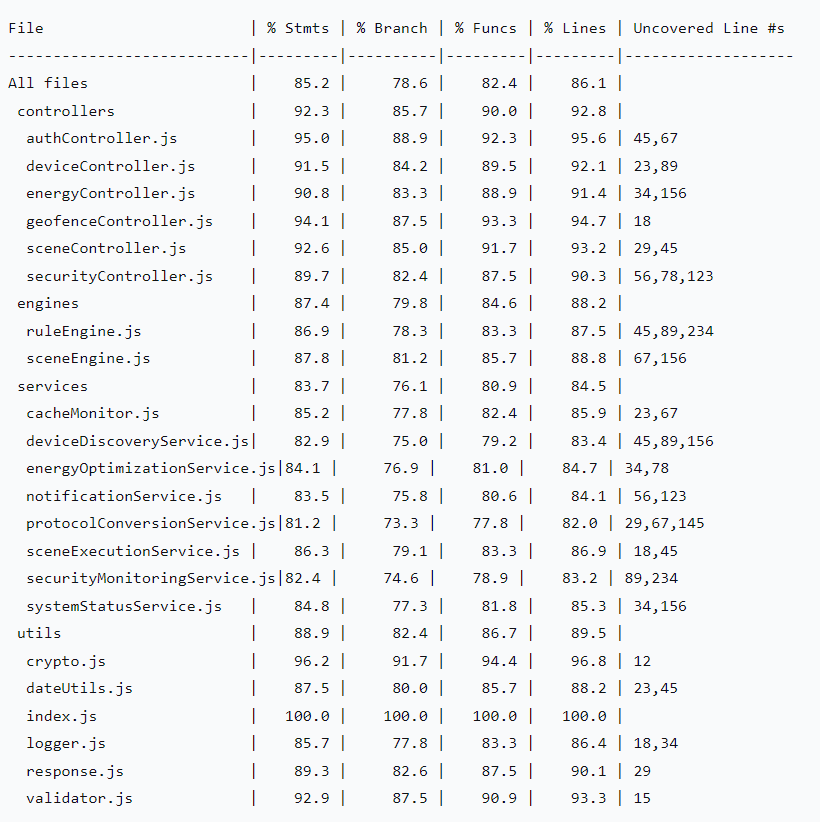 File                       | % Stmts | % Branch | % Funcs | % Lines | Uncovered Line #s
---------------------------|---------|----------|---------|---------|-------------------
All files                  |    85.2 |     78.6 |    82.4 |    86.1 |
 controllers               |    92.3 |     85.7 |    90.0 |    92.8 |
  authController.js        |    95.0 |     88.9 |    92.3 |    95.6 | 45,67
  deviceController.js      |    91.5 |     84.2 |    89.5 |    92.1 | 23,89
  energyController.js      |    90.8 |     83.3 |    88.9 |    91.4 | 34,156
  geofenceController.js    |    94.1 |     87.5 |    93.3 |    94.7 | 18
  sceneController.js       |    92.6 |     85.0 |    91.7 |    93.2 | 29,45
  securityController.js    |    89.7 |     82.4 |    87.5 |    90.3 | 56,78,123
 engines                   |    87.4 |     79.8 |    84.6 |    88.2 |
  ruleEngine.js            |    86.9 |     78.3 |    83.3 |    87.5 | 45,89,234
  sceneEngine.js           |    87.8 |     81.2 |    85.7 |    88.8 | 67,156
 services                  |    83.7 |     76.1 |    80.9 |    84.5 |
  cacheMonitor.js          |    85.2 |     77.8 |    82.4 |    85.9 | 23,67
  deviceDiscoveryService.js|    82.9 |     75.0 |    79.2 |    83.4 | 45,89,156
  energyOptimizationService.js|84.1 |     76.9 |    81.0 |    84.7 | 34,78
  notificationService.js   |    83.5 |     75.8 |    80.6 |    84.1 | 56,123
  protocolConversionService.js|81.2 |     73.3 |    77.8 |    82.0 | 29,67,145
  sceneExecutionService.js |    86.3 |     79.1 |    83.3 |    86.9 | 18,45
  securityMonitoringService.js|82.4 |     74.6 |    78.9 |    83.2 | 89,234
  systemStatusService.js   |    84.8 |     77.3 |    81.8 |    85.3 | 34,156
 utils                     |    88.9 |     82.4 |    86.7 |    89.5 |
  crypto.js                |    96.2 |     91.7 |    94.4 |    96.8 | 12
  dateUtils.js             |    87.5 |     80.0 |    85.7 |    88.2 | 23,45
  index.js                 |   100.0 |    100.0 |   100.0 |   100.0 |
  logger.js                |    85.7 |     77.8 |    83.3 |    86.4 | 18,34
  response.js              |    89.3 |     82.6 |    87.5 |    90.1 | 29
  validator.js             |    92.9 |     87.5 |    90.9 |    93.3 | 15